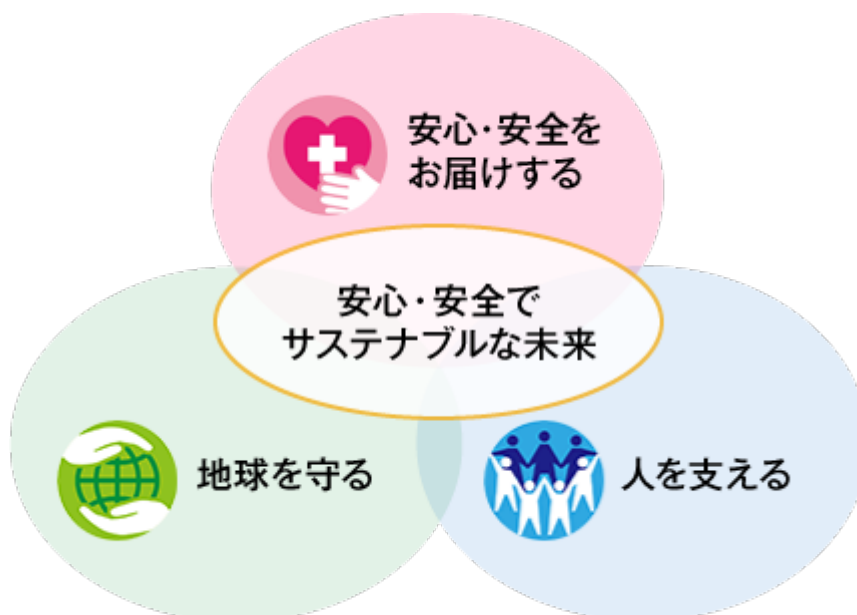 安心・安全を
お届けする
安心・安全で
サステナブルな未来
地球を守る
人を支える